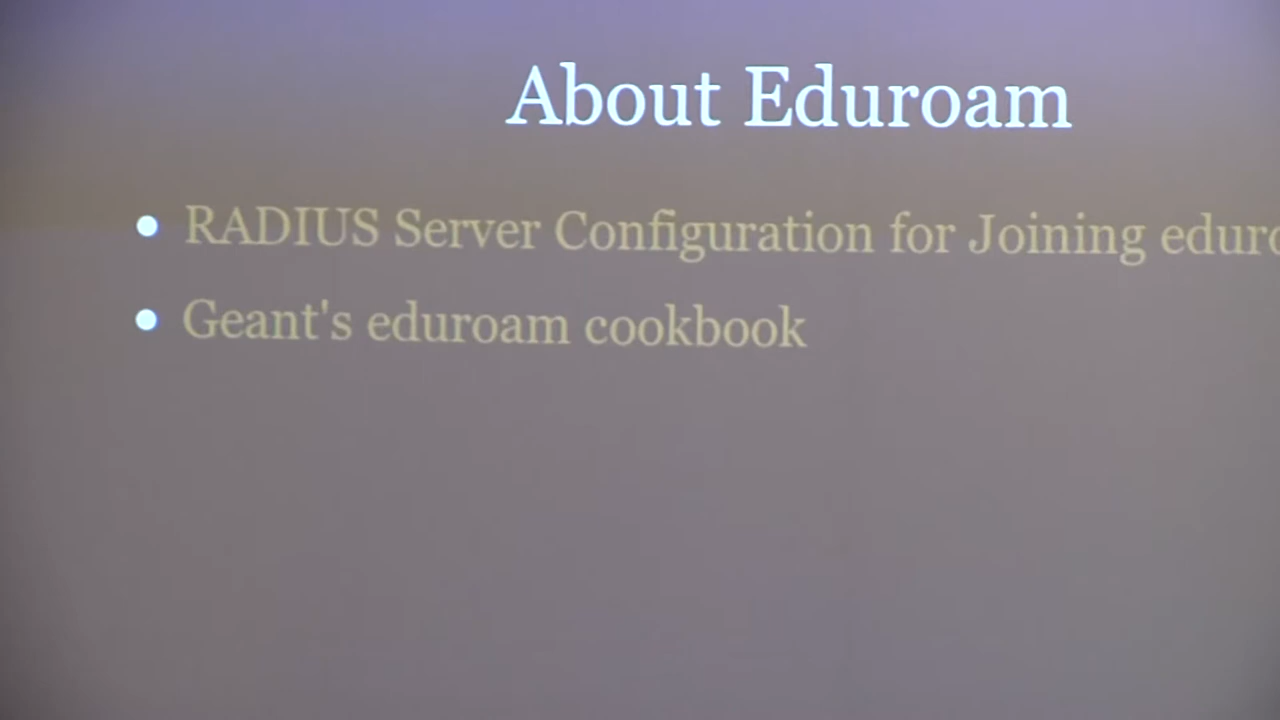 About Eduroam
• RADIUS Server Configuration for Joining
• Geant's eduroam cookbook